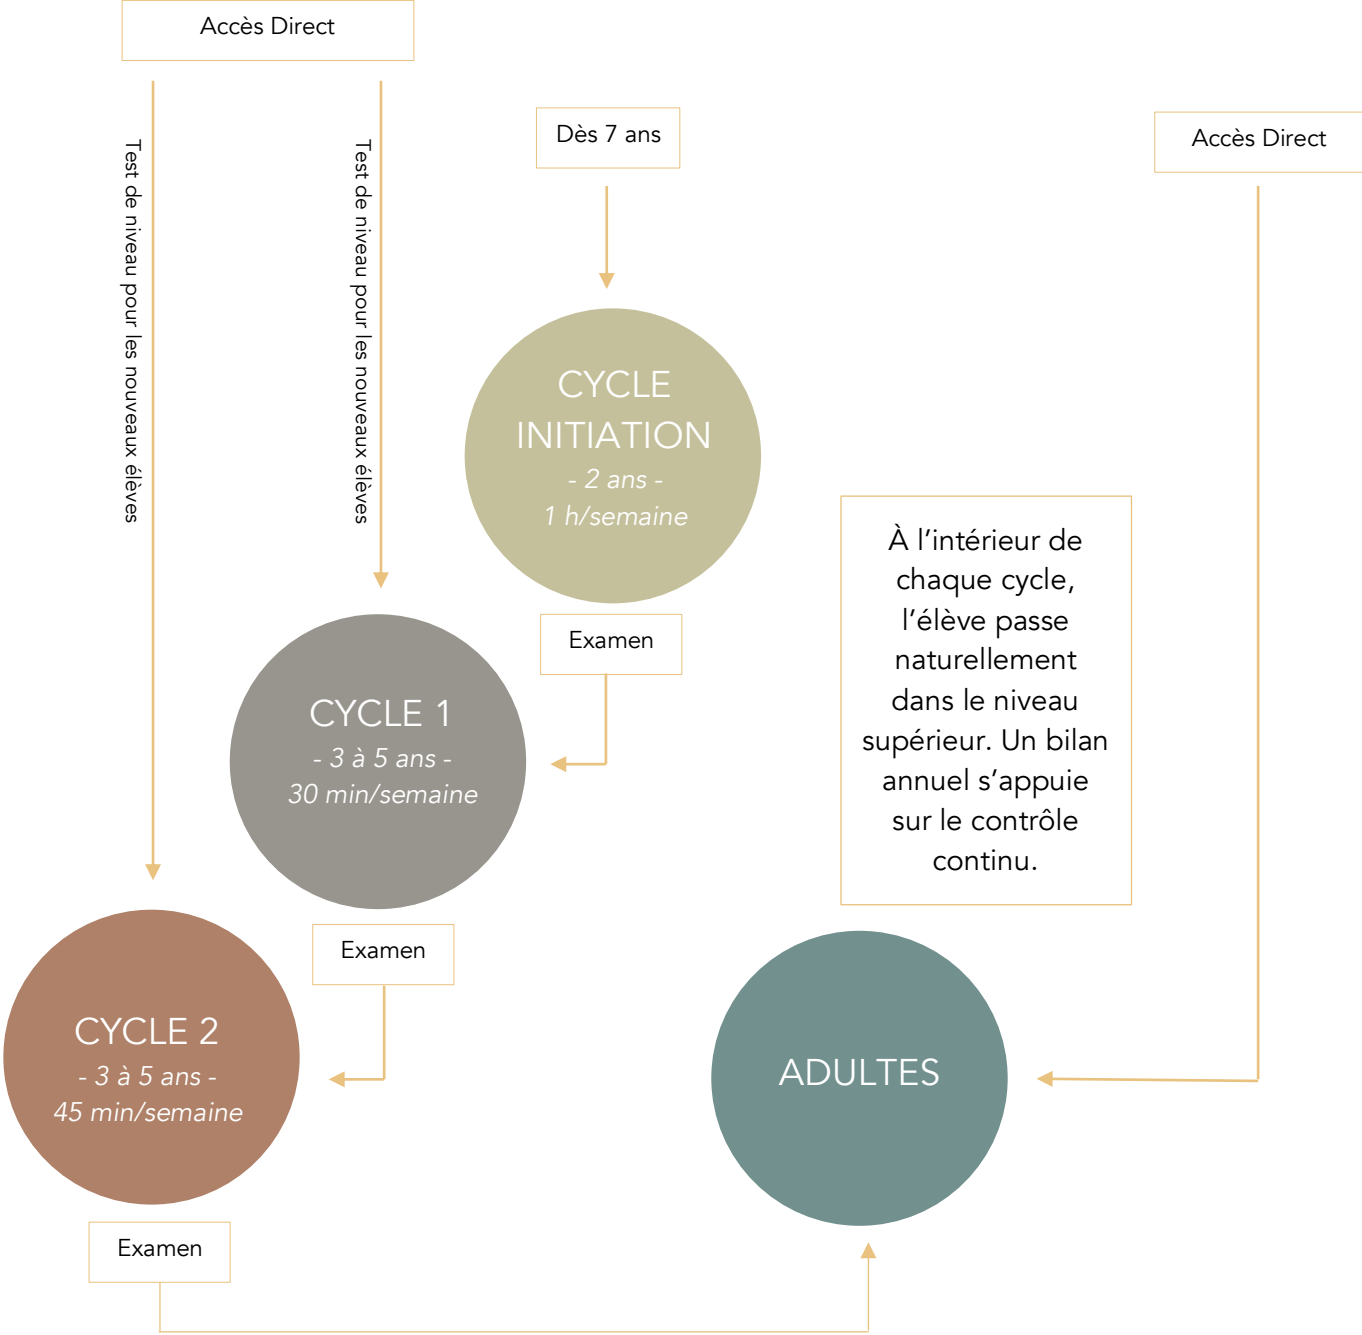 Accès Direct
Dès 7 ans
Accès Direct
Test de niveau pour les nouveaux élèves
Test de niveau pour les nouveaux élèves
CYCLE
INITIATION
- 2 ans -
1 h/semaine
À l’intérieur de
chaque cycle,
l’élève passe
naturellement
dans le niveau
supérieur. Un bilan
annuel s’appuie
sur le contrôle
continu.
Examen
CYCLE 1
- 3 à 5 ans -
30 min/semaine
Examen
CYCLE 2
- 3 à 5 ans -
45 min/semaine
ADULTES
Examen